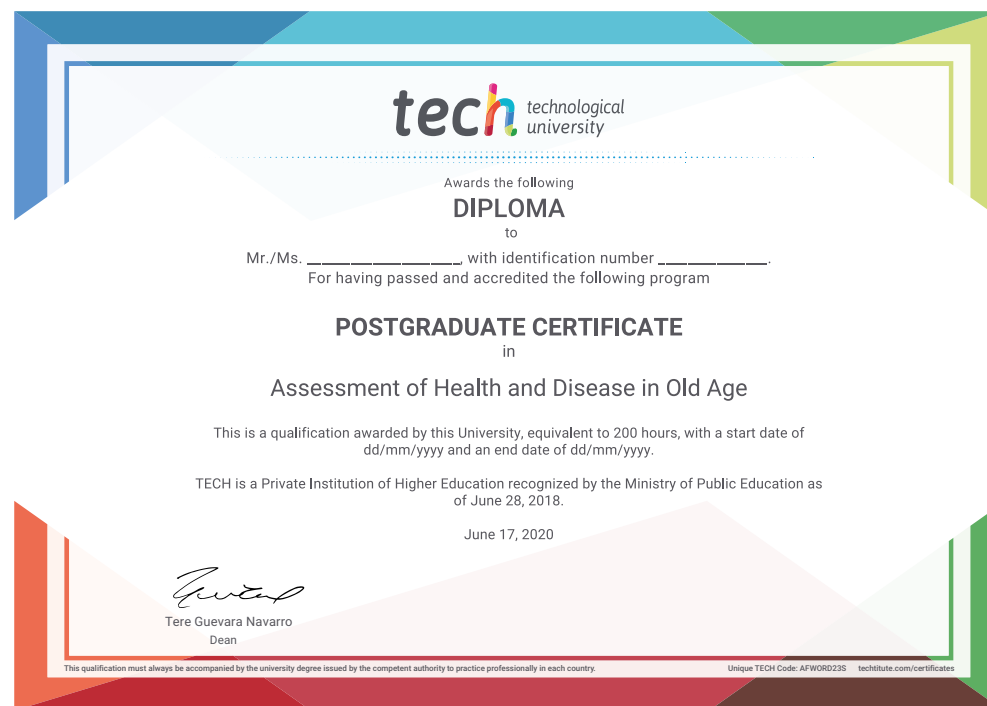 tech technological
university
Awards the following
DIPLOMA
to
Mr./Ms. ____________________, with identification number ______________.
For having passed and accredited the following program
POSTGRADUATE CERTIFICATE
in
Assessment of Health and Disease in Old Age
This is a qualification awarded by this University, equivalent to 200 hours, with a start date of
dd/mm/yyyy and an end date of dd/mm/yyyy.
TECH is a Private Institution of Higher Education recognized by the Ministry of Public Education as
of June 28, 2018.
June 17, 2020
Tere Guevara Navarro
Dean
This qualification must always be accompanied by the university degree issued by the competent authority to practice professionally in each country. Unique TECH Code: AFWORD23S techtitute.com/certificates